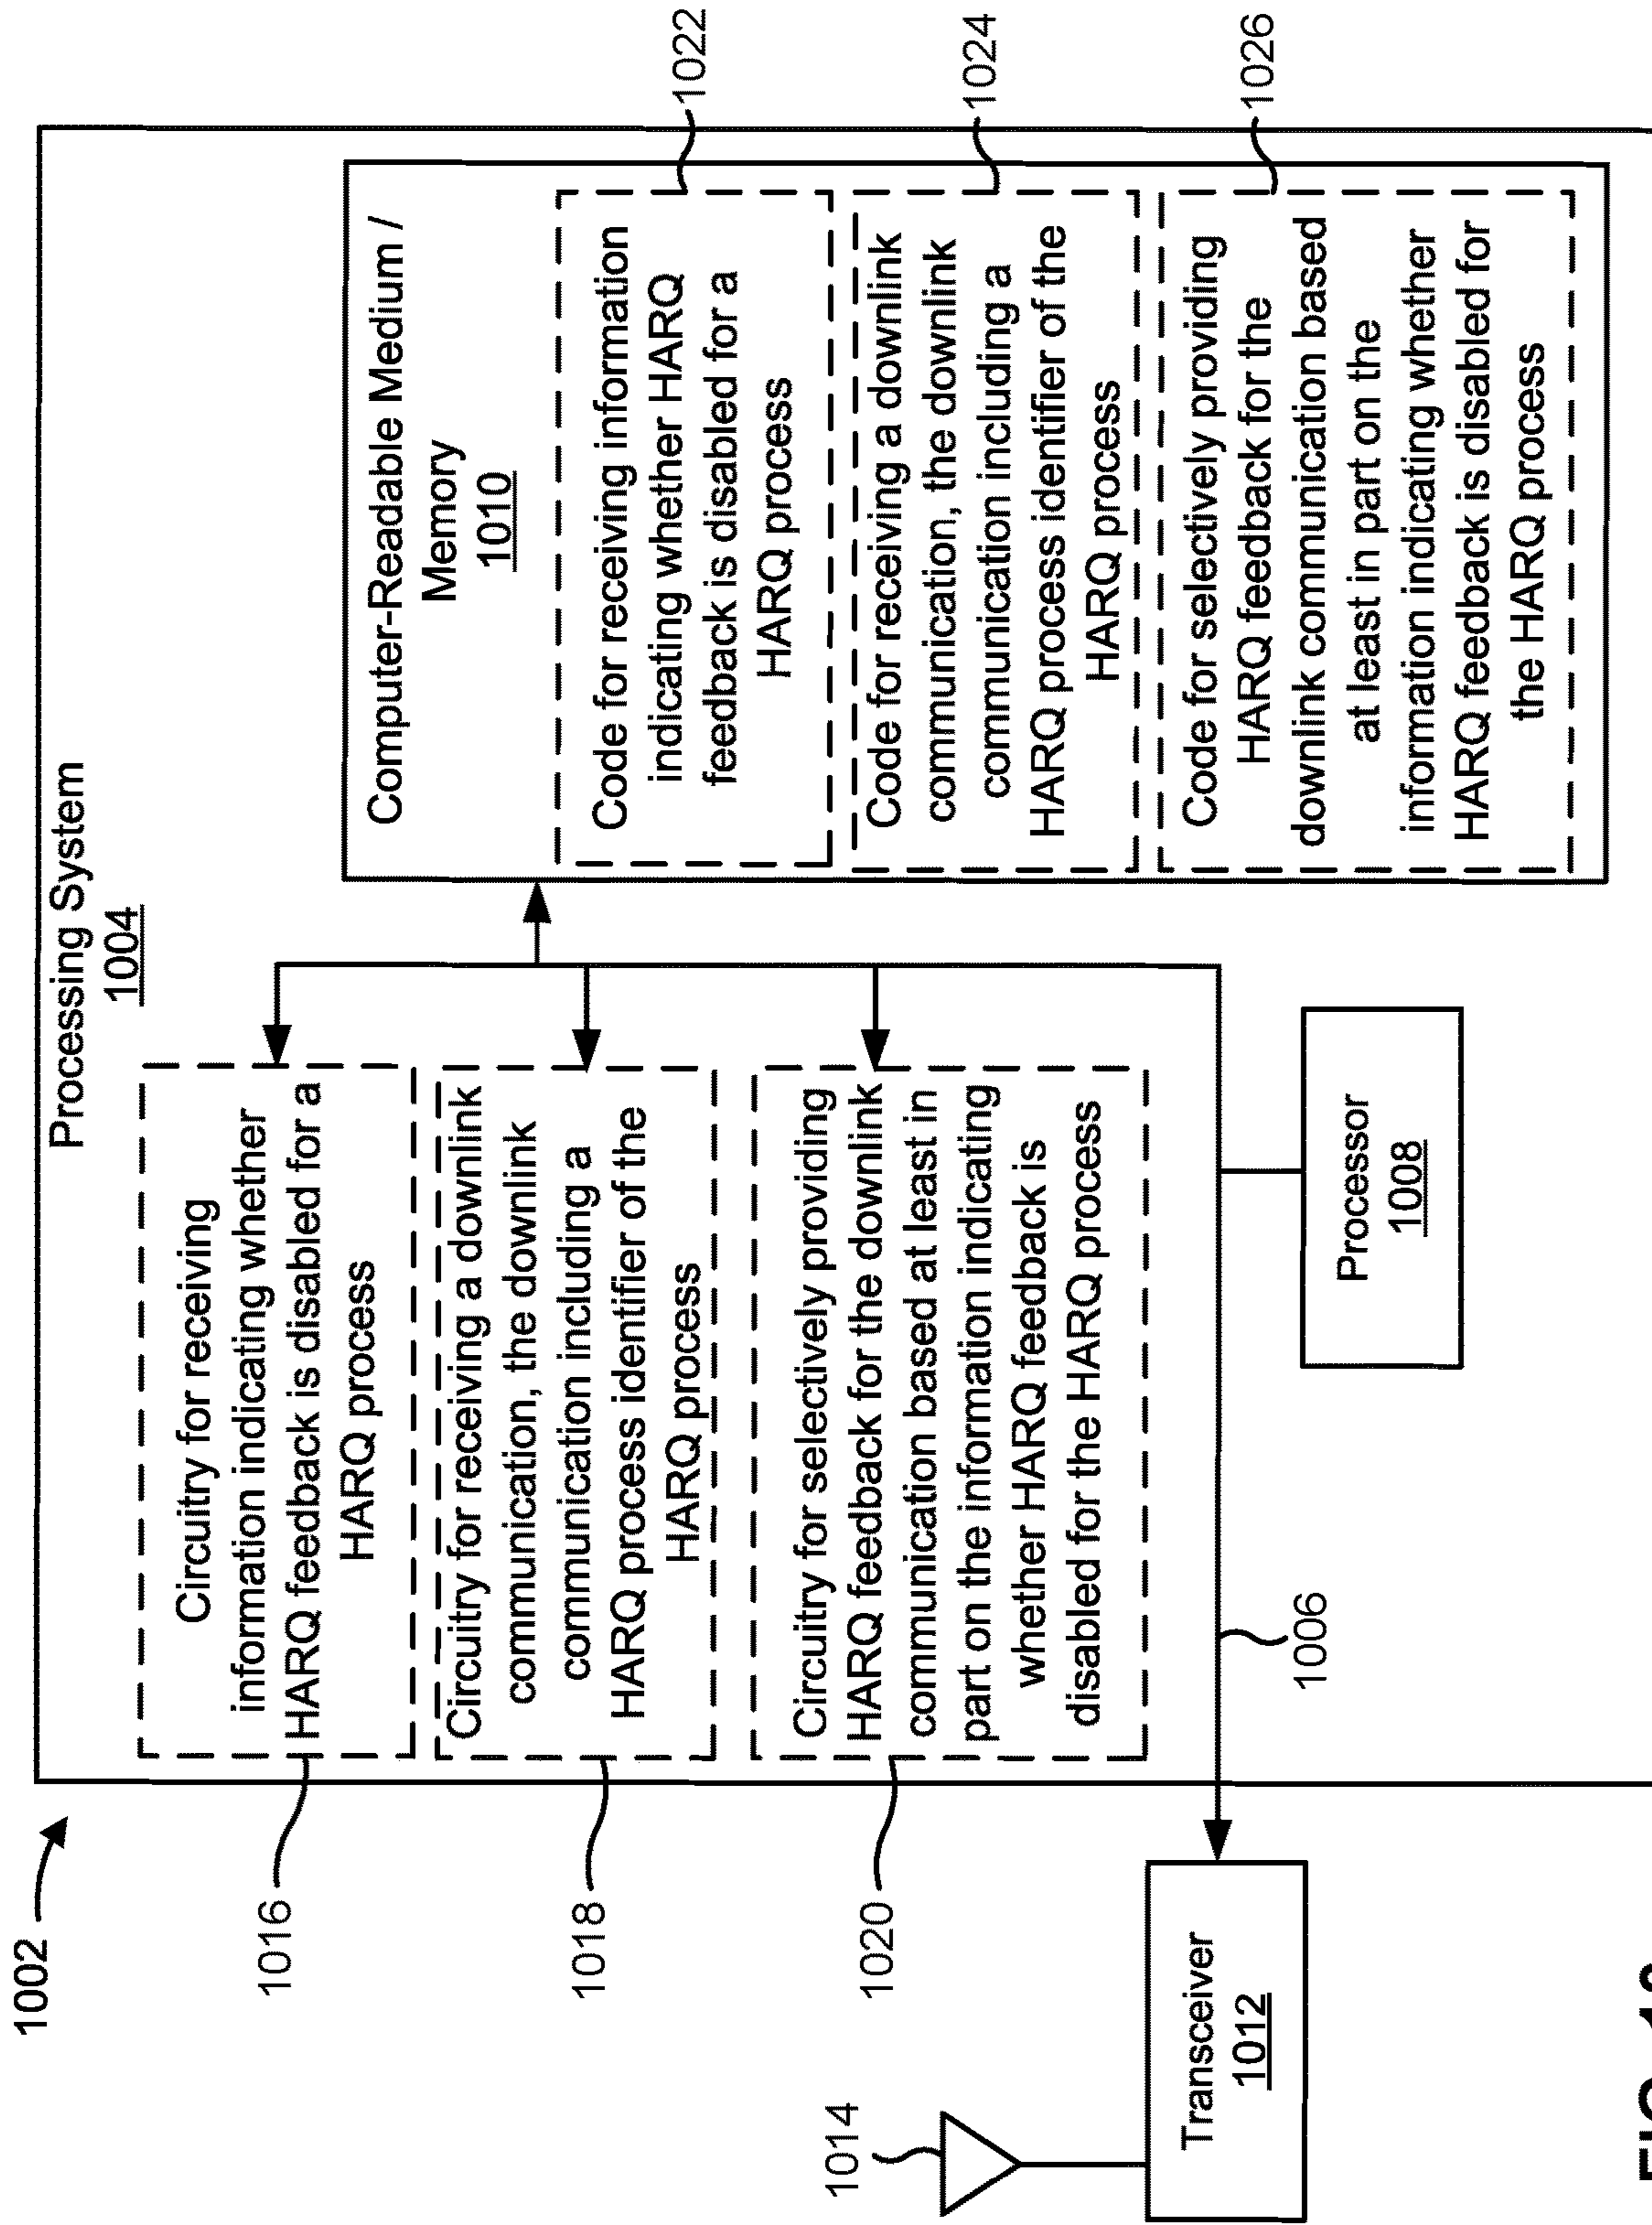 1002
Processing System
1004
1016
Circuitry for receiving
information indicating whether
HARQ feedback is disabled for a
HARQ process
1018
Circuitry for receiving a downlink
communication, the downlink
communication including a
HARQ process identifier of the
HARQ process
1020
Circuitry for selectively providing
HARQ feedback for the downlink
communication based at least in
part on the information indicating
whether HARQ feedback is
disabled for the HARQ process
Computer-Readable Medium /
Memory
1010
Code for receiving information
indicating whether HARQ
feedback is disabled for a
HARQ process
1022
Code for receiving a downlink
communication, the downlink
communication including a
HARQ process identifier of the
HARQ process
1024
Code for selectively providing
HARQ feedback for the
downlink communication based
at least in part on the
information indicating whether
HARQ feedback is disabled for
the HARQ process
1026
1014
Transceiver
1012
1006
Processor
1008